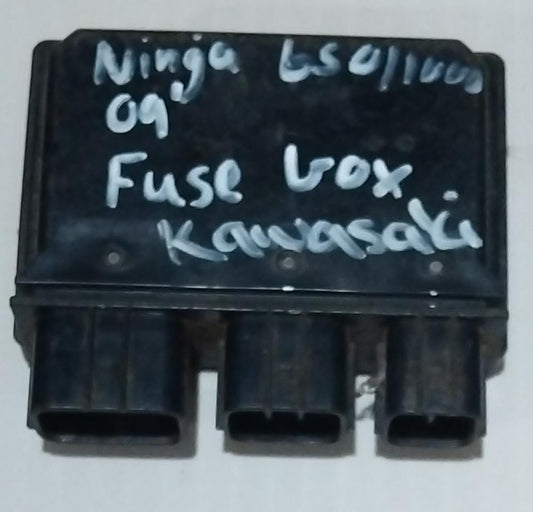 Ninja 650/1000
09'
Fuse box
Kawasaki